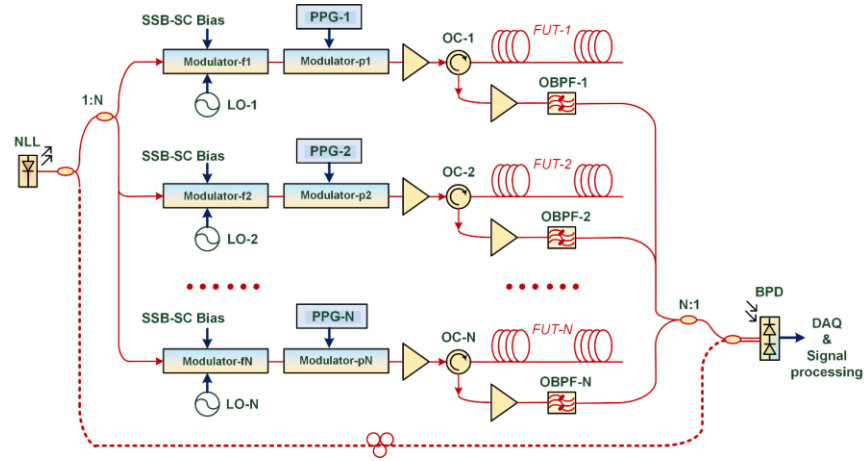 SSB-SC Bias
PPG-1
OC-1
FUT-1
Modulator-f1
Modulator-p1
LO-1
OBPF-1
1:N
NLL
SSB-SC Bias
PPG-2
OC-2
FUT-2
Modulator-f2
Modulator-p2
LO-2
OBPF-2
SSB-SC Bias
PPG-N
OC-N
FUT-N
Modulator-fN
Modulator-pN
LO-N
OBPF-N
N:1
BPD
DAQ
&
Signal
processing